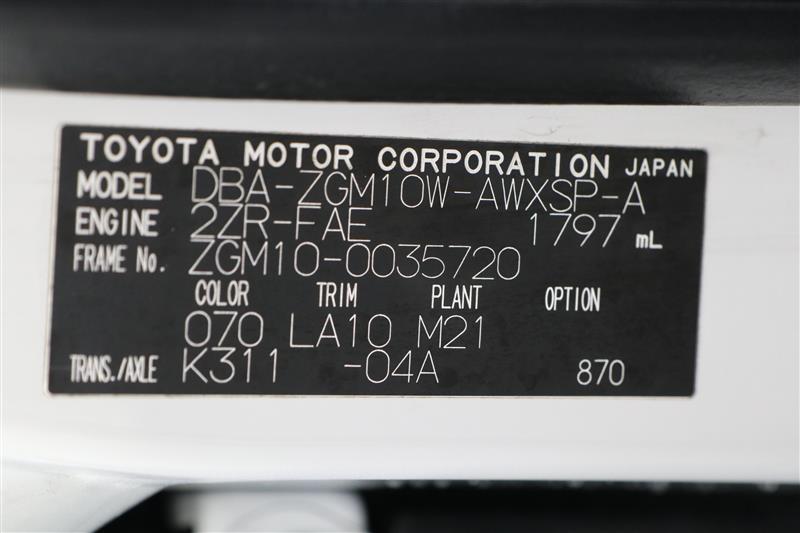 TOYOTA MOTOR CORPORATION JAPAN
MODEL DBA-ZGM10W-AWXSP-A
ENGINE 2ZR-FAE 1797 mL
FRAME No. ZGM10-0035720
COLOR TRIM PLANT OPTION
070 LA10 M21
TRANS./AXLE K311 -04A 870